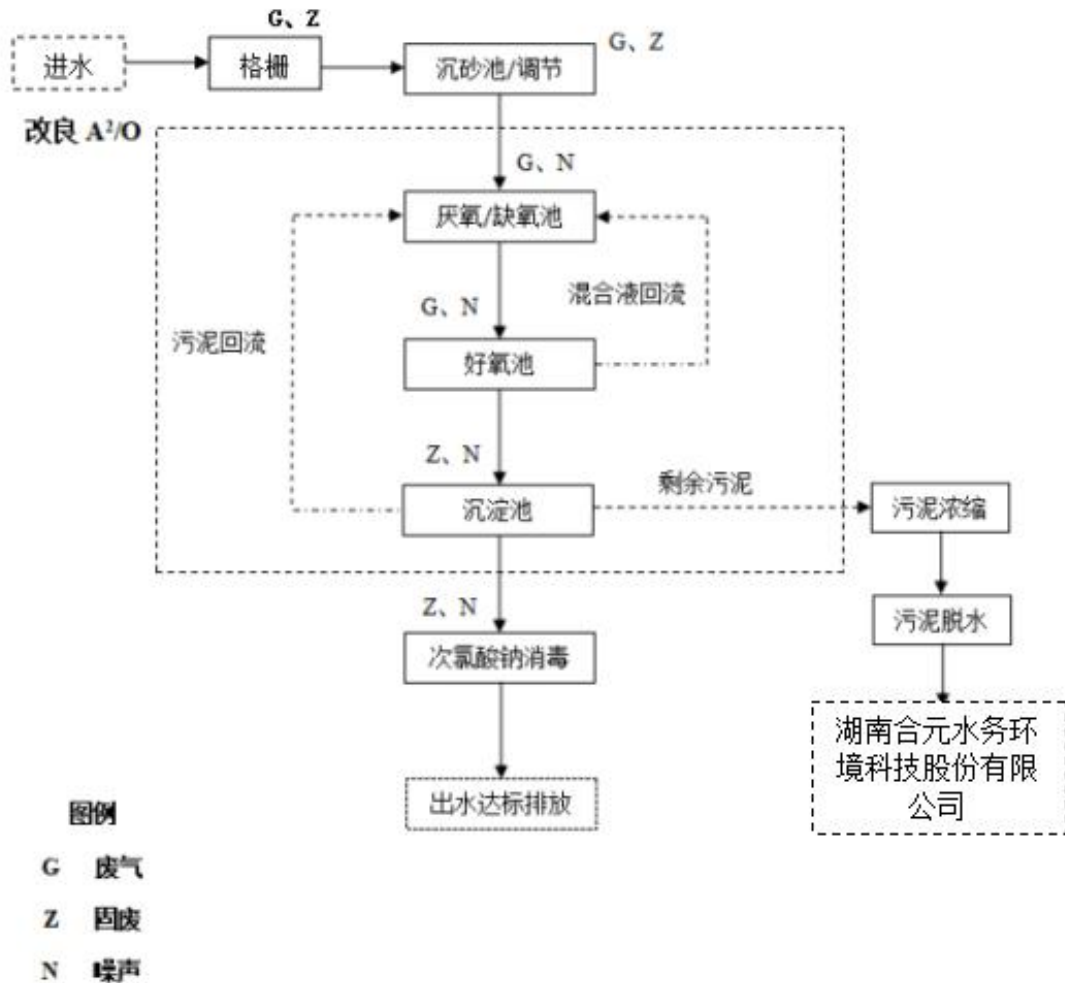 G、Z
进水
格栅
沉砂池/调节
G、Z
改良 A²/O
G、N
厌氧/缺氧池
混合液回流
G、N
污泥回流
好氧池
Z、N
剩余污泥
沉淀池
污泥浓缩
Z、N
污泥脱水
次氯酸钠消毒
湖南合元水务环
境科技股份有限
公司
出水达标排放
图例
G 废气
Z 固废
N 噪声